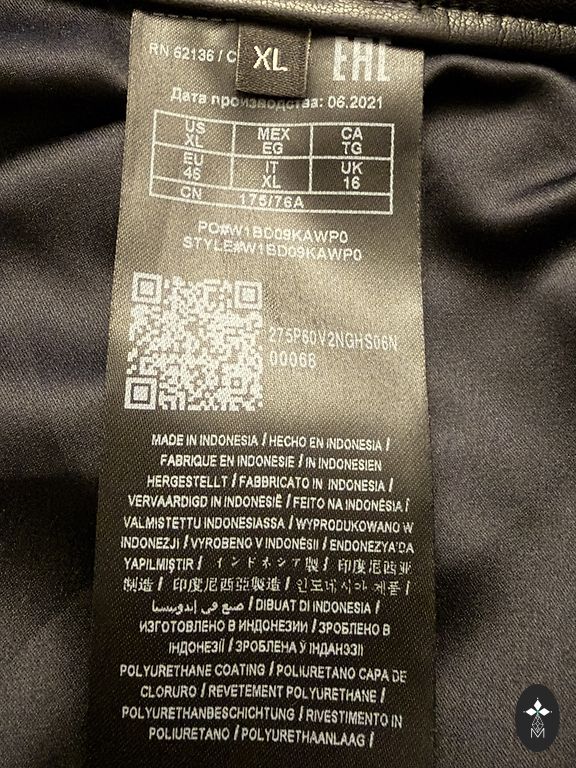 RN 62136 / C
XL
EAC
Дата производства: 06.2021
US XL MEX EG CA TG
EU 46 IT XL UK 16
CN 175/76A
PO#W1BD09KAWP0
STYLE#W1BD09KAWP0
275P60V2NGHS06N
00068
MADE IN INDONESIA / HECHO EN INDONESIA /
FABRIQUE EN INDONESIE / IN INDONESIEN
HERGESTELLT / FABBRICATO IN INDONESIA /
VERVAARDIGD IN INDONESIË / FEITO NA INDONÉSIA /
VALMISTETTU INDONESIASSA / WYPRODUKOWANO W
INDONEZJI / VYROBENO V INDONÉSII / ENDONEZYA'DA
YAPILMIŞTIR / インドネシア製 / 印度尼西亚
制造 / 印度尼西亞製造 / 인도네시아 제품 /
صنع في إندونيسيا / DIBUAT DI INDONESIA /
ИЗГОТОВЛЕНО В ИНДОНЕЗИИ / ЗРОБЛЕНО В
ІНДОНЕЗІЇ / ЗРОБЛЕНА Ў ІНДАНЭЗІІ
POLYURETHANE COATING / POLIURETANO CAPA DE
CLORURO / REVETEMENT POLYURETHANE /
POLYURETHANBESCHICHTUNG / RIVESTIMENTO IN
POLIURETANO / POLYURETHAANLAAG /
M